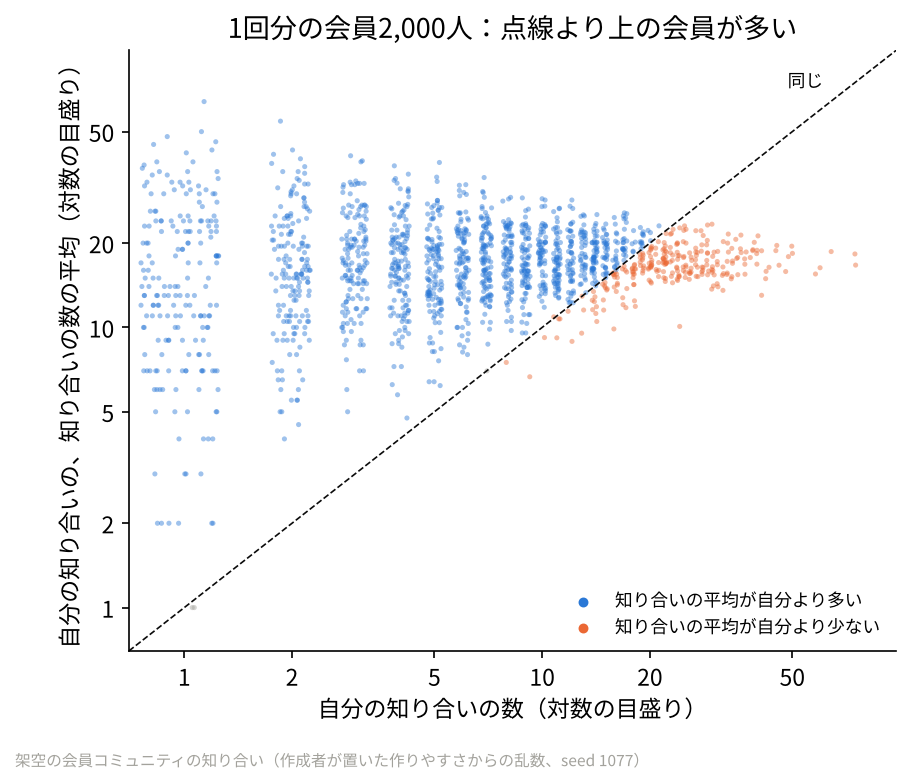 1回分の会員2,000人：点線より上の会員が多い
自分の知り合いの、知り合いの数の平均（対数の目盛り）
50
20
10
5
2
1
同じ
知り合いの平均が自分より多い
知り合いの平均が自分より少ない
1
2
5
10
20
50
自分の知り合いの数（対数の目盛り）
架空の会員コミュニティの知り合い（作成者が置いた作りやすさからの乱数、seed 1077）